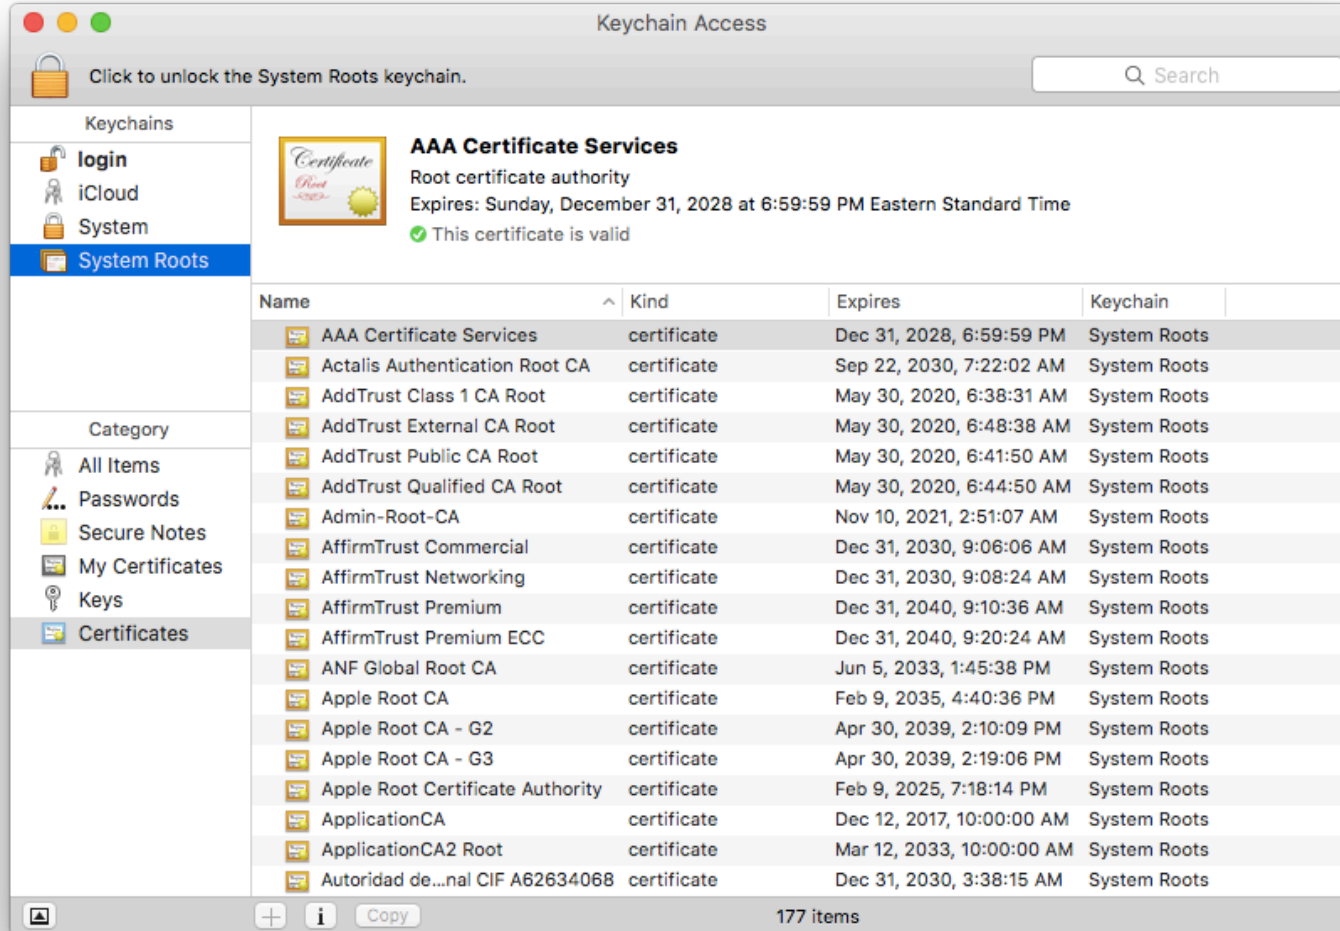 Keychain Access
Click to unlock the System Roots keychain.
Search
Keychains
login
iCloud
System
System Roots
Category
All Items
Passwords
Secure Notes
My Certificates
Keys
Certificates
Certificate
Root
AAA Certificate Services
Root certificate authority
Expires: Sunday, December 31, 2028 at 6:59:59 PM Eastern Standard Time
This certificate is valid
Name Kind Expires Keychain
AAA Certificate Services certificate Dec 31, 2028, 6:59:59 PM System Roots
Actalis Authentication Root CA certificate Sep 22, 2030, 7:22:02 AM System Roots
AddTrust Class 1 CA Root certificate May 30, 2020, 6:38:31 AM System Roots
AddTrust External CA Root certificate May 30, 2020, 6:48:38 AM System Roots
AddTrust Public CA Root certificate May 30, 2020, 6:41:50 AM System Roots
AddTrust Qualified CA Root certificate May 30, 2020, 6:44:50 AM System Roots
Admin-Root-CA certificate Nov 10, 2021, 2:51:07 AM System Roots
AffirmTrust Commercial certificate Dec 31, 2030, 9:06:06 AM System Roots
AffirmTrust Networking certificate Dec 31, 2030, 9:08:24 AM System Roots
AffirmTrust Premium certificate Dec 31, 2040, 9:10:36 AM System Roots
AffirmTrust Premium ECC certificate Dec 31, 2040, 9:20:24 AM System Roots
ANF Global Root CA certificate Jun 5, 2033, 1:45:38 PM System Roots
Apple Root CA certificate Feb 9, 2035, 4:40:36 PM System Roots
Apple Root CA - G2 certificate Apr 30, 2039, 2:10:09 PM System Roots
Apple Root CA - G3 certificate Apr 30, 2039, 2:19:06 PM System Roots
Apple Root Certificate Authority certificate Feb 9, 2025, 7:18:14 PM System Roots
ApplicationCA certificate Dec 12, 2017, 10:00:00 AM System Roots
ApplicationCA2 Root certificate Mar 12, 2033, 10:00:00 AM System Roots
Autoridad de...nal CIF A62634068 certificate Dec 31, 2030, 3:38:15 AM System Roots
+ i Copy 177 items